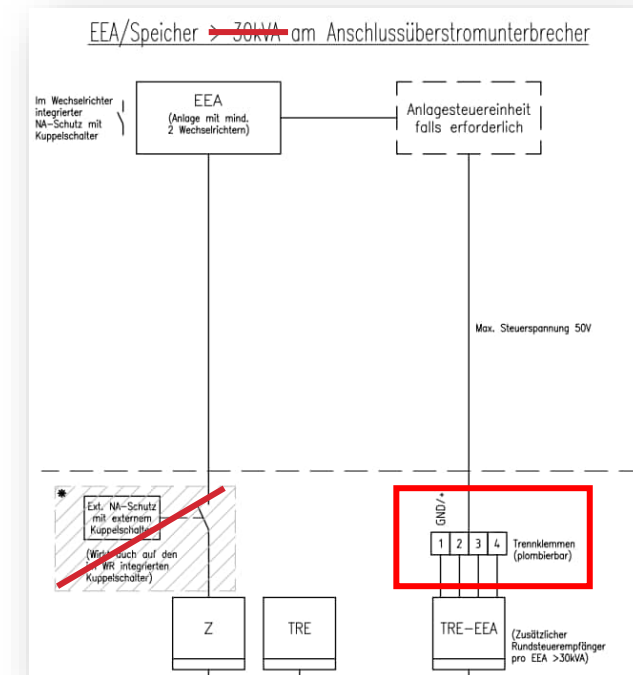 EEA/Speicher > 30kVA am Anschlussüberstromunterbrecher
Im Wechselrichter
integrierter
NA-Schutz mit
Kuppelschalter
EEA
(Anlage mit mind.
2 Wechselrichtern)
Anlagesteuereinheit
falls erforderlich
Max. Steuerspannung 50V
*
Ext. NA-Schutz
mit externem
Kuppelschalter
(Wirkt auch auf den
im WR integrierten
Kuppelschalter)
GND/+
1 2 3 4
Trennklemmen
(plombierbar)
Z
TRE
TRE-EEA
(Zusätzlicher
Rundsteuerempfänger
pro EEA >30kVA)